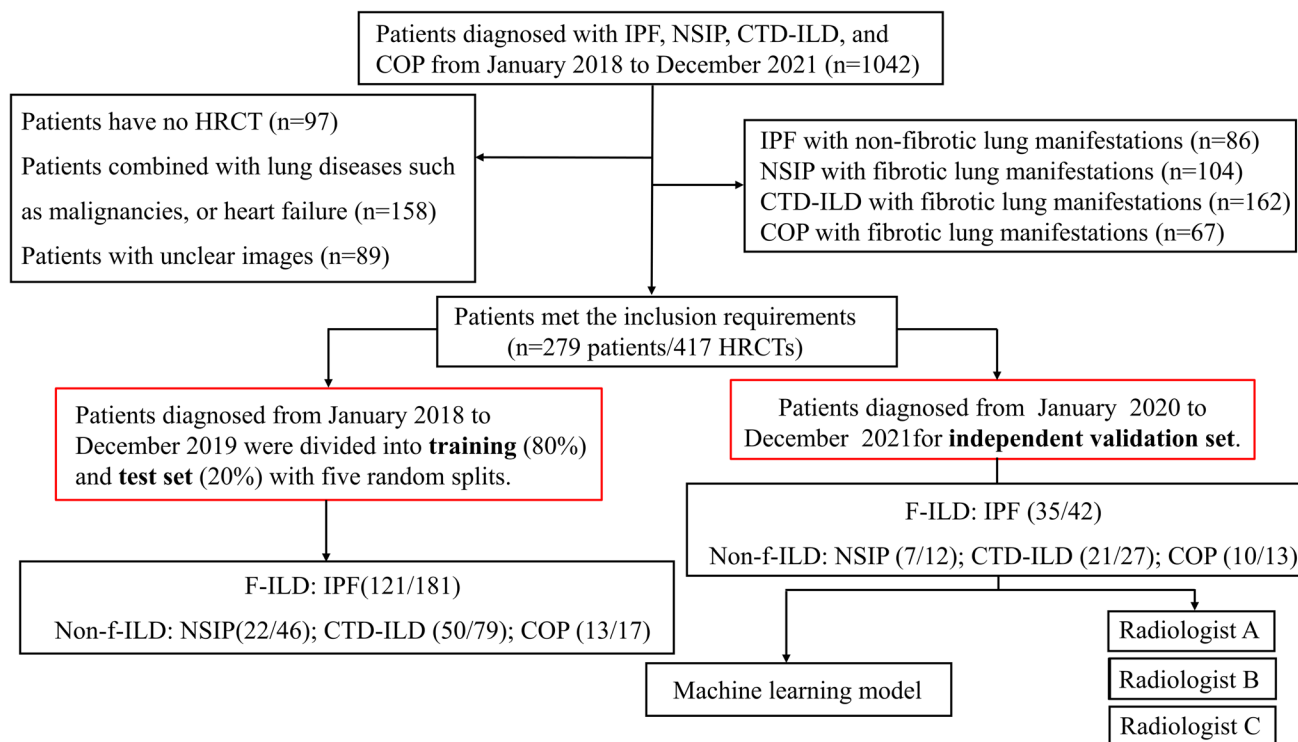 Patients diagnosed with IPF, NSIP, CTD-ILD, and
COP from January 2018 to December 2021 (n=1042)
Patients have no HRCT (n=97)
Patients combined with lung diseases such
as malignancies, or heart failure (n=158)
Patients with unclear images (n=89)
IPF with non-fibrotic lung manifestations (n=86)
NSIP with fibrotic lung manifestations (n=104)
CTD-ILD with fibrotic lung manifestations (n=162)
COP with fibrotic lung manifestations (n=67)
Patients met the inclusion requirements
(n=279 patients/417 HRCTs)
Patients diagnosed from January 2018 to
December 2019 were divided into training (80%)
and test set (20%) with five random splits.
Patients diagnosed from January 2020 to
December 2021for independent validation set.
F-ILD: IPF(121/181)
Non-f-ILD: NSIP(22/46); CTD-ILD (50/79); COP (13/17)
F-ILD: IPF (35/42)
Non-f-ILD: NSIP (7/12); CTD-ILD (21/27); COP (10/13)
Machine learning model
Radiologist A
Radiologist B
Radiologist C